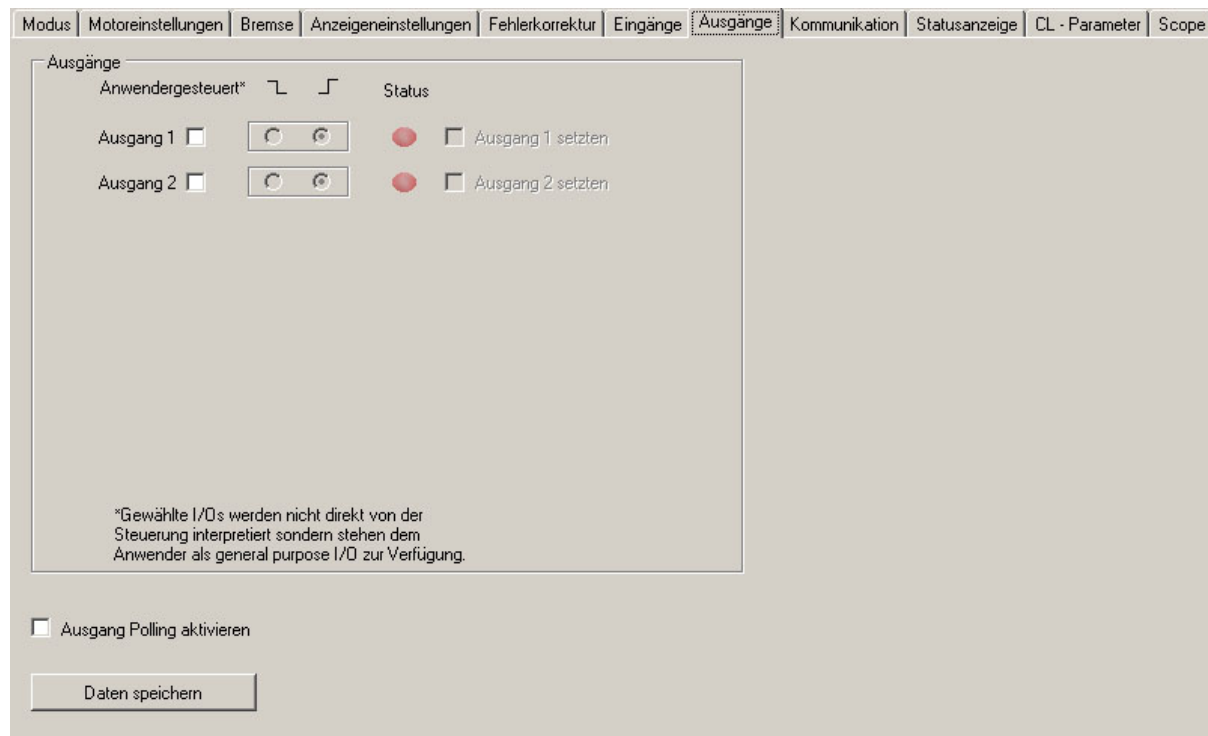 Modus Motoreinstellungen Bremse Anzeigeneinstellungen Fehlerkorrektur Eingänge Ausgänge Kommunikation Statusanzeige CL - Parameter Scope
Ausgänge
Anwendergesteuert* Status
Ausgang 1 Ausgang 1 setzten
Ausgang 2 Ausgang 2 setzten
*Gewählte I/Os werden nicht direkt von der
Steuerung interpretiert sondern stehen dem
Anwender als general purpose I/O zur Verfügung.
Ausgang Polling aktivieren
Daten speichern